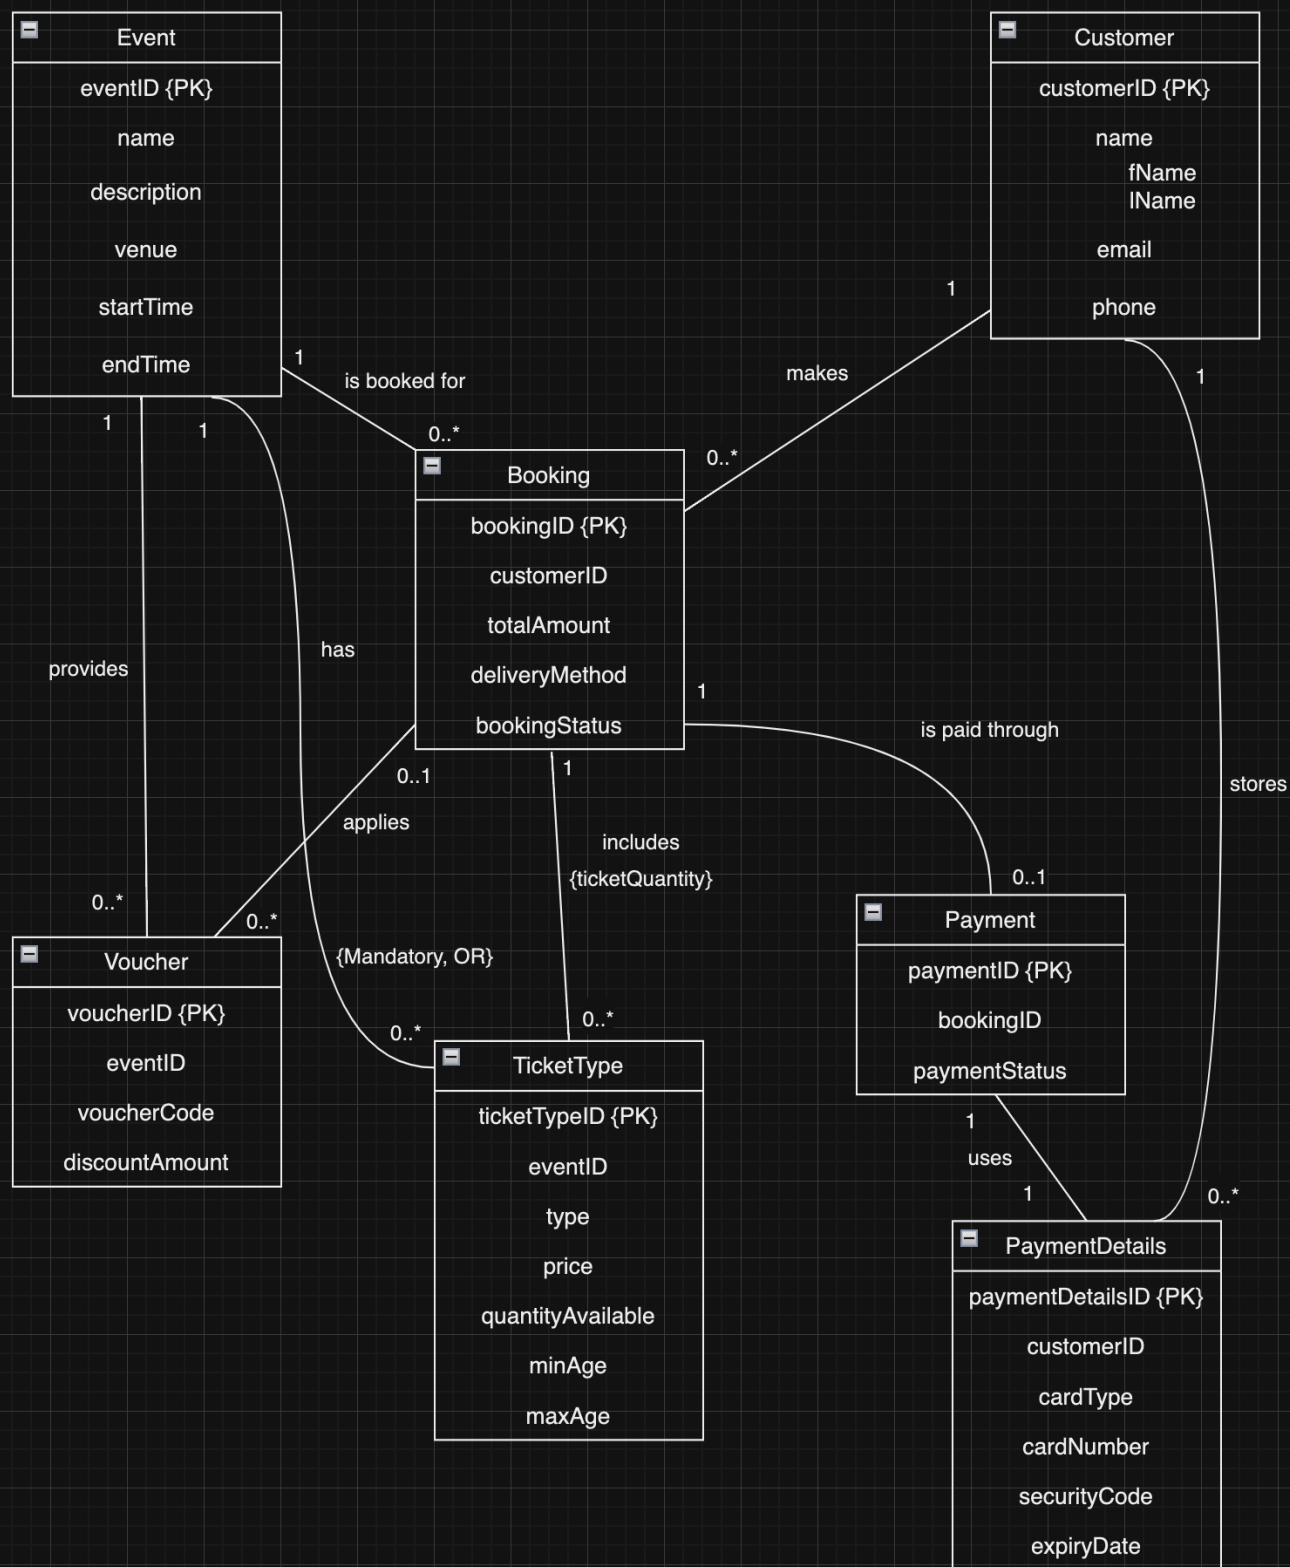 Event
eventID {PK}
name
description
venue
startTime
endTime
Customer
customerID {PK}
name
fName
lName
email
phone
1
is booked for
0..*
1
makes
0..*
1
1
1
Booking
bookingID {PK}
customerID
totalAmount
deliveryMethod
bookingStatus
provides
has
1
is paid through
0..1
stores
0..1
applies
0..*
0..*
1
includes
{ticketQuantity}
{Mandatory, OR}
0..*
0..*
Voucher
voucherID {PK}
eventID
voucherCode
discountAmount
TicketType
ticketTypeID {PK}
eventID
type
price
quantityAvailable
minAge
maxAge
Payment
paymentID {PK}
bookingID
paymentStatus
1
uses
1
0..*
PaymentDetails
paymentDetailsID {PK}
customerID
cardType
cardNumber
securityCode
expiryDate